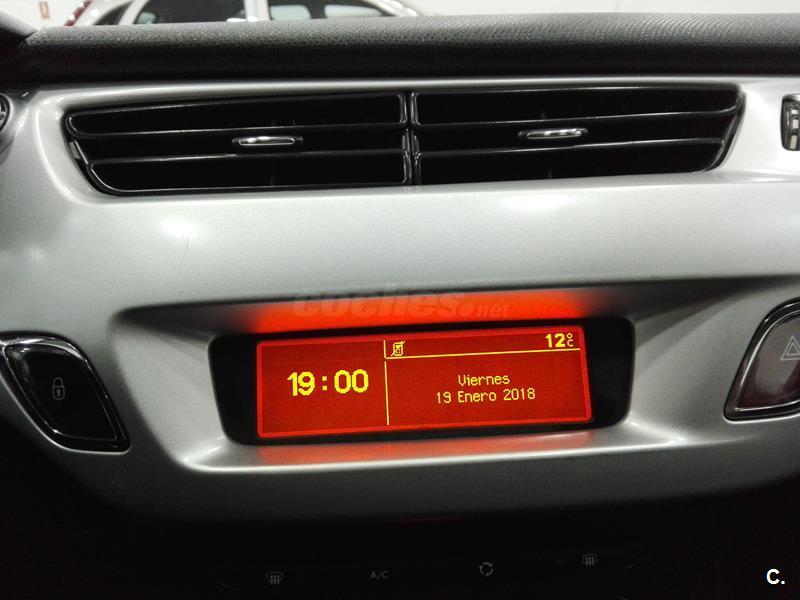 coches.net
19:00
12°C
Viernes
19 Enero 2018
A/C
C.